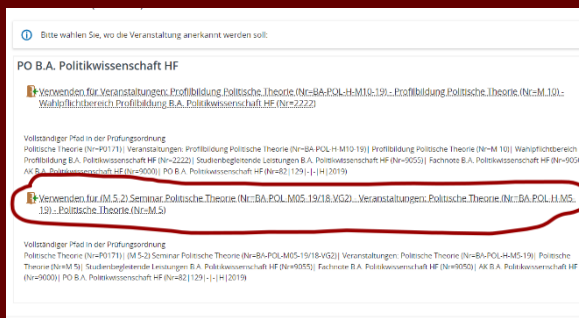 Bitte wählen Sie, wo die Veranstaltung anerkannt werden soll:
PO B.A. Politikwissenschaft HF
Verwenden für Veranstaltungen: Profilbildung Politische Theorie (Nr=BA-POL-H-M10-19) - Profilbildung Politische Theorie (Nr=M 10) -
Wahlpflichtbereich Profilbildung B.A. Politikwissenschaft HF (Nr=2222)
Vollständiger Pfad in der Prüfungsordnung
Politische Theorie (Nr=P0171)| Veranstaltungen: Profilbildung Politische Theorie (Nr=BA-POL-H-M10-19)| Profilbildung Politische Theorie (Nr=M 10)| Wahlpflichtbereich
Profilbildung B.A. Politikwissenschaft HF (Nr=2222)| Studienbegleitende Leistungen B.A. Politikwissenschaft HF (Nr=9055)| Fachnote B.A. Politikwissenschaft HF
AK B.A. Politikwissenschaft HF (Nr=9000)| PO B.A. Politikwissenschaft HF (Nr=82|129|-|-|H|2019)
Verwenden für (M 5.2) Seminar Politische Theorie (Nr=BA-POL-M05-19/18-VG2) - Veranstaltungen: Politische Theorie (Nr=BA-POL-H-M5-
19) - Politische Theorie (Nr=M 5)
Vollständiger Pfad in der Prüfungsordnung
Politische Theorie (Nr=P0171)| (M 5-2) Seminar Politische Theorie (Nr=BA-POL-M05-19/18-VG2)| Veranstaltungen: Politische Theorie (Nr=BA-POL-H-M5-19)| Politische
Theorie (Nr=M 5)| Studienbegleitende Leistungen B.A. Politikwissenschaft HF (Nr=9055)| Fachnote B.A. Politikwissenschaft HF (Nr=9050)| AK B.A. Politikwissenschaft HF
(Nr=9000)| PO B.A. Politikwissenschaft HF (Nr=82|129|-|-|H|2019)